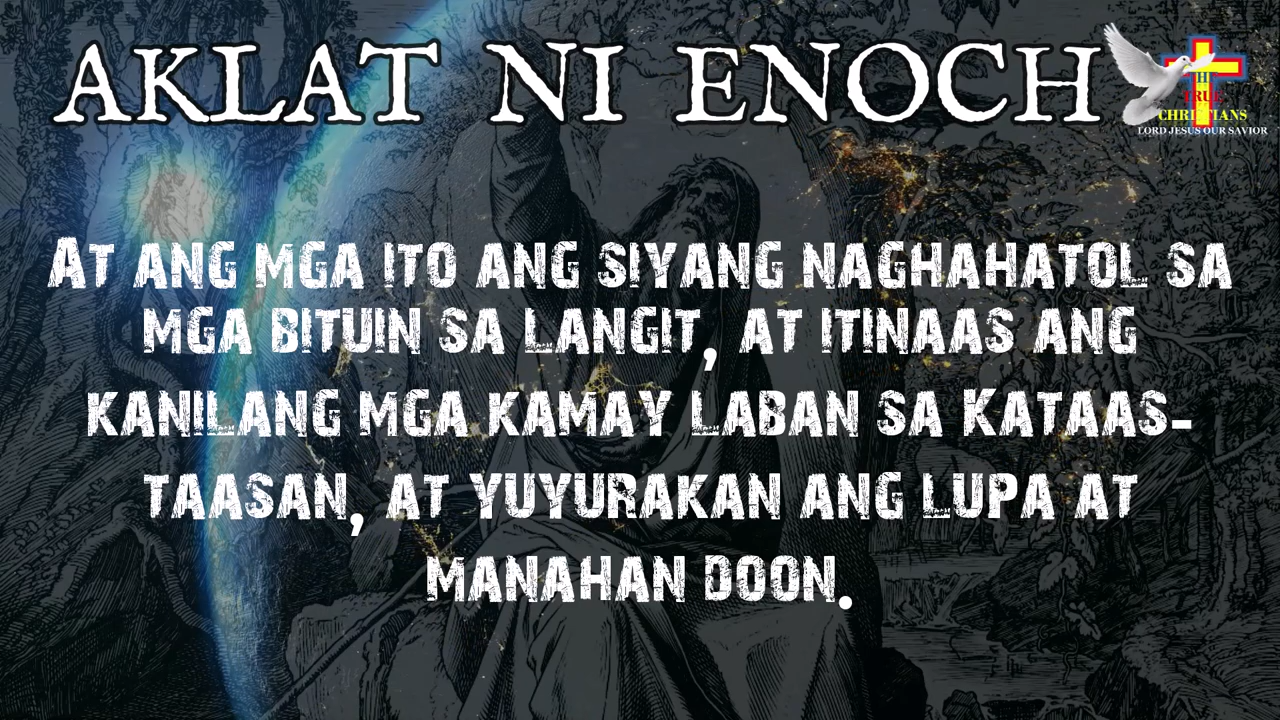 AKLAT NI ENOCH
TRUE
CHRISTIANS
LORD JESUS OUR SAVIOR
At ang mga ito ang siyang naghahatol sa
mga bituin sa langit, at itinaas ang
kanilang mga kamay Laban sa Kataas-
taasan, at yuyurakan ang lupa at
manahan doon.